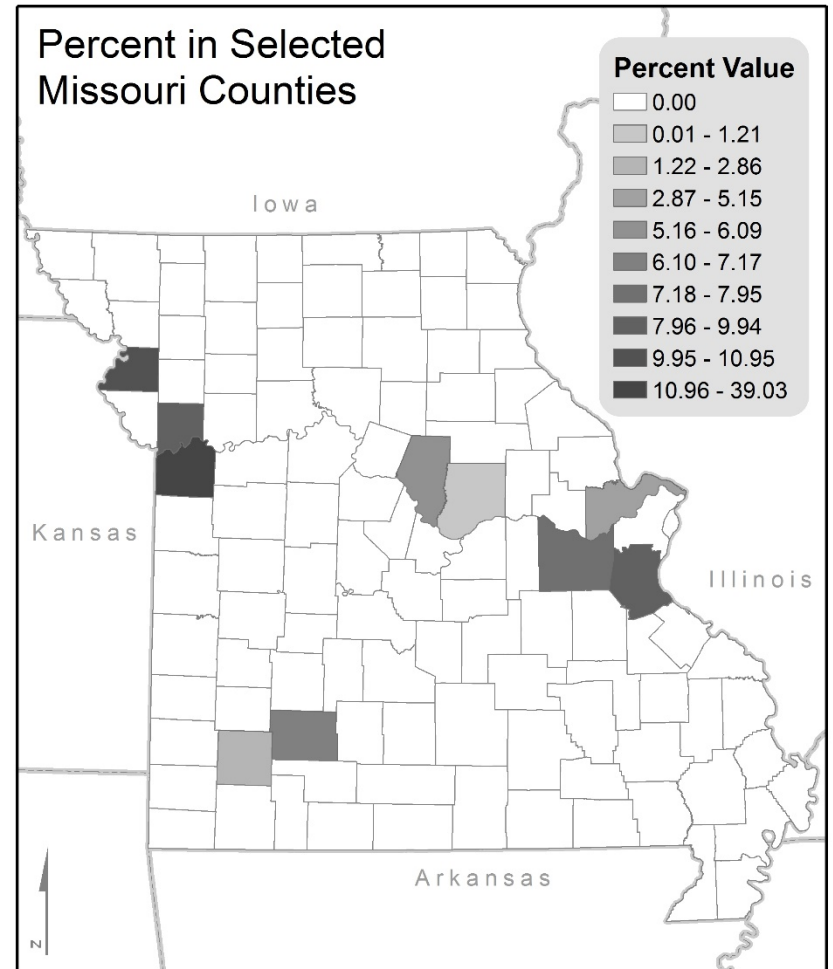 Percent in Selected
Missouri Counties
Percent Value
0.00
0.01 - 1.21
1.22 - 2.86
2.87 - 5.15
5.16 - 6.09
6.10 - 7.17
7.18 - 7.95
7.96 - 9.94
9.95 - 10.95
10.96 - 39.03
Iowa
Kansas
Illinois
Arkansas
N